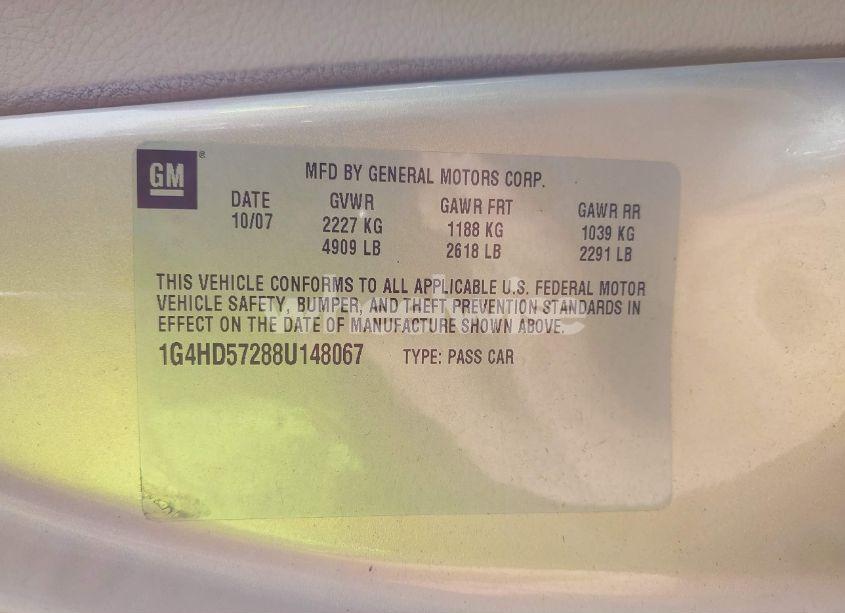 GM®
MFD BY GENERAL MOTORS CORP.
DATE GVWR GAWR FRT GAWR RR
10/07 2227 KG 1188 KG 1039 KG
4909 LB 2618 LB 2291 LB
THIS VEHICLE CONFORMS TO ALL APPLICABLE U.S. FEDERAL MOTOR
VEHICLE SAFETY, BUMPER, AND THEFT PREVENTION STANDARDS IN
EFFECT ON THE DATE OF MANUFACTURE SHOWN ABOVE.
1G4HD57288U148067 TYPE: PASS CAR